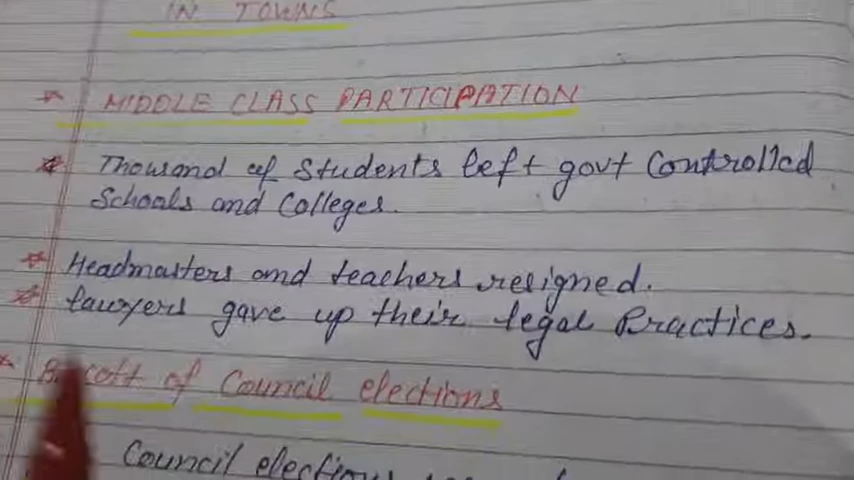 IN TOWNS
* MIDDLE CLASS PARTICIPATION
* Thousand of Students left govt Controlled
Schools and Colleges.
* Headmasters and teachers resigned.
* Lawyers gave up their legal Practices.
* of Council elections
Council elections